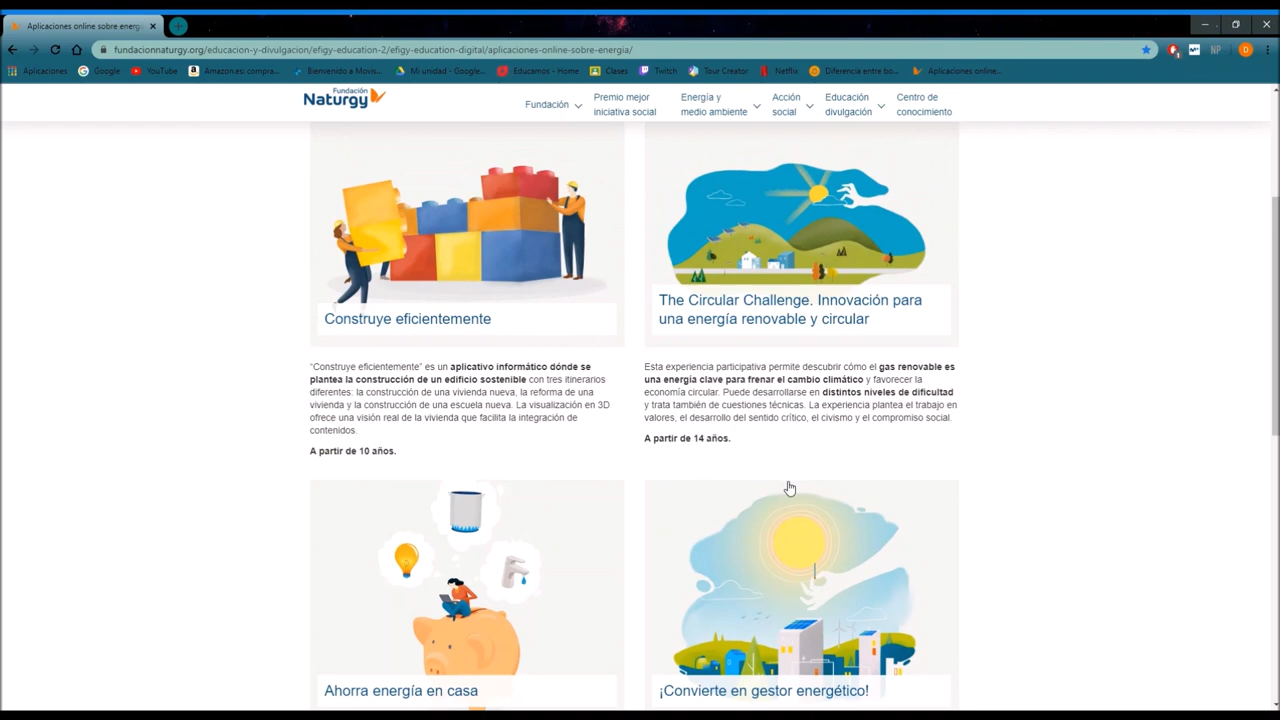 Aplicaciones online sobre energí
fundacionnaturgy.org/educacion-y-divulgacion/efigy-education-2/efigy-education-digital/aplicaciones-online-sobre-energia/
Aplicaciones
Google
YouTube
Amazon.es: compra...
Bienvenido a Movis...
Mi unidad - Google...
Educamos - Home
Clases
Twitch
Tour Creator
Netflix
Diferencia entre bo...
Aplicaciones online...
NP
D
Fundación
Naturgy
Fundación
Premio mejor
iniciativa social
Energía y
medio ambiente
Acción
social
Educación
divulgación
Centro de
conocimiento
Construye eficientemente
“Construye eficientemente” es un aplicativo informático dónde se
plantea la construcción de un edificio sostenible con tres itinerarios
diferentes: la construcción de una vivienda nueva, la reforma de una
vivienda y la construcción de una escuela nueva. La visualización en 3D
ofrece una visión real de la vivienda que facilita la integración de
contenidos.
A partir de 10 años.
The Circular Challenge. Innovación para
una energía renovable y circular
Esta experiencia participativa permite descubrir cómo el gas renovable es
una energía clave para frenar el cambio climático y favorecer la
economía circular. Puede desarrollarse en distintos niveles de dificultad
y trata también de cuestiones técnicas. La experiencia plantea el trabajo en
valores, el desarrollo del sentido crítico, el civismo y el compromiso social.
A partir de 14 años.
Ahorra energía en casa
¡Convierte en gestor energético!